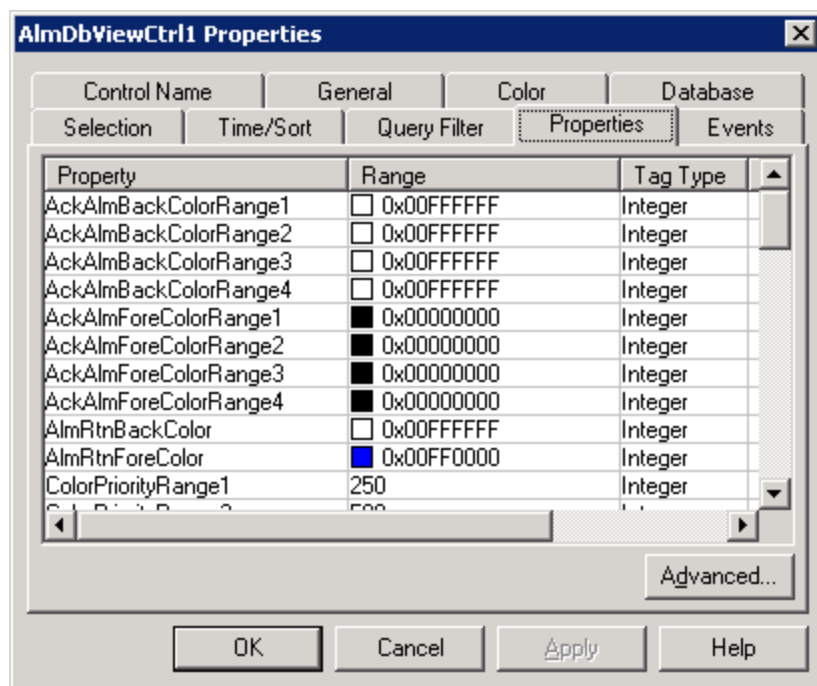 AlmDbViewCtrl1 Properties
Control Name General Color Database
Selection Time/Sort Query Filter Properties Events
Property Range Tag Type
AckAlmBackColorRange1 0x00FFFFFF Integer
AckAlmBackColorRange2 0x00FFFFFF Integer
AckAlmBackColorRange3 0x00FFFFFF Integer
AckAlmBackColorRange4 0x00FFFFFF Integer
AckAlmForeColorRange1 0x00000000 Integer
AckAlmForeColorRange2 0x00000000 Integer
AckAlmForeColorRange3 0x00000000 Integer
AckAlmForeColorRange4 0x00000000 Integer
AlmRtnBackColor 0x00FFFFFF Integer
AlmRtnForeColor 0x00FF0000 Integer
ColorPriorityRange1 250 Integer
Advanced...
OK Cancel Apply Help